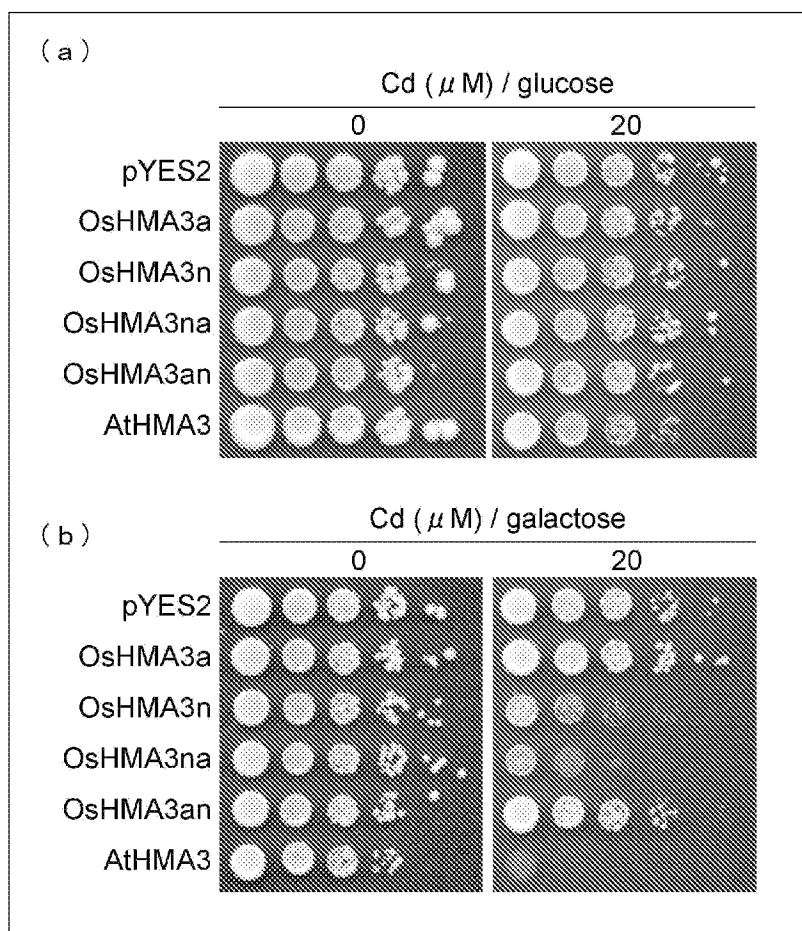 (a)
Cd (μM) / glucose
0 20
pYES2
OsHMA3a
OsHMA3n
OsHMA3na
OsHMA3an
AtHMA3
(b)
Cd (μM) / galactose
0 20
pYES2
OsHMA3a
OsHMA3n
OsHMA3na
OsHMA3an
AtHMA3